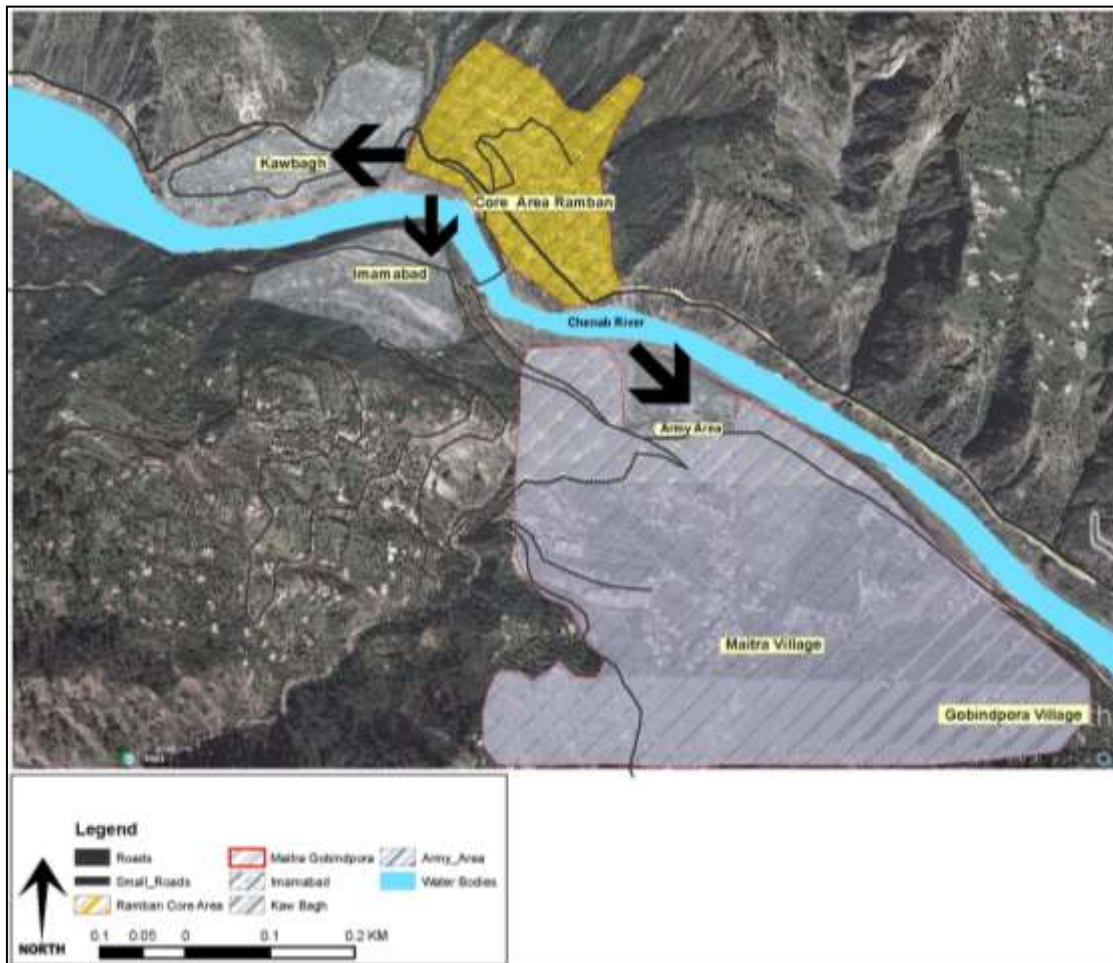 Kawbagh
Core Area Ramban
Imamabad
Chenab River
Army Area
Maitra Village
Gobindpora Village
Legend
Roads
Small_Roads
Ramban Core Area
Maitra Gobindpora
Imamabad
Kaw Bagh
Army_Area
Water Bodies
NORTH
0.1 0.05 0 0.1 0.2 KM